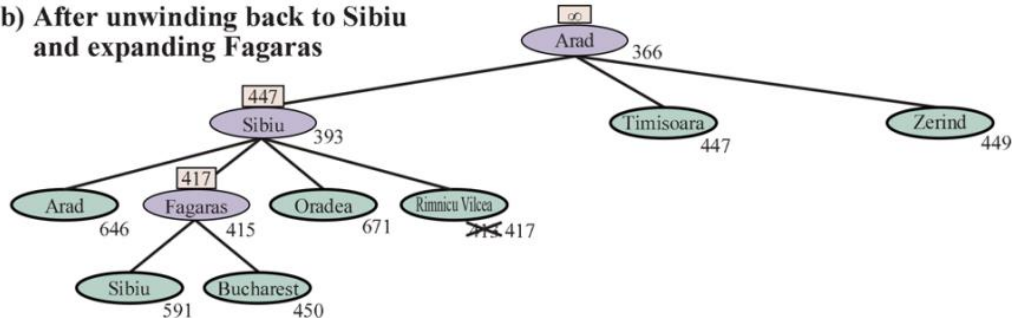 b) After unwinding back to Sibiu
and expanding Fagaras
∞
Arad
366
447
Sibiu
393
Timisoara
447
Zerind
449
Arad
646
417
Fagaras
415
Oradea
671
Rimnicu Vilcea
413 417
Sibiu
591
Bucharest
450